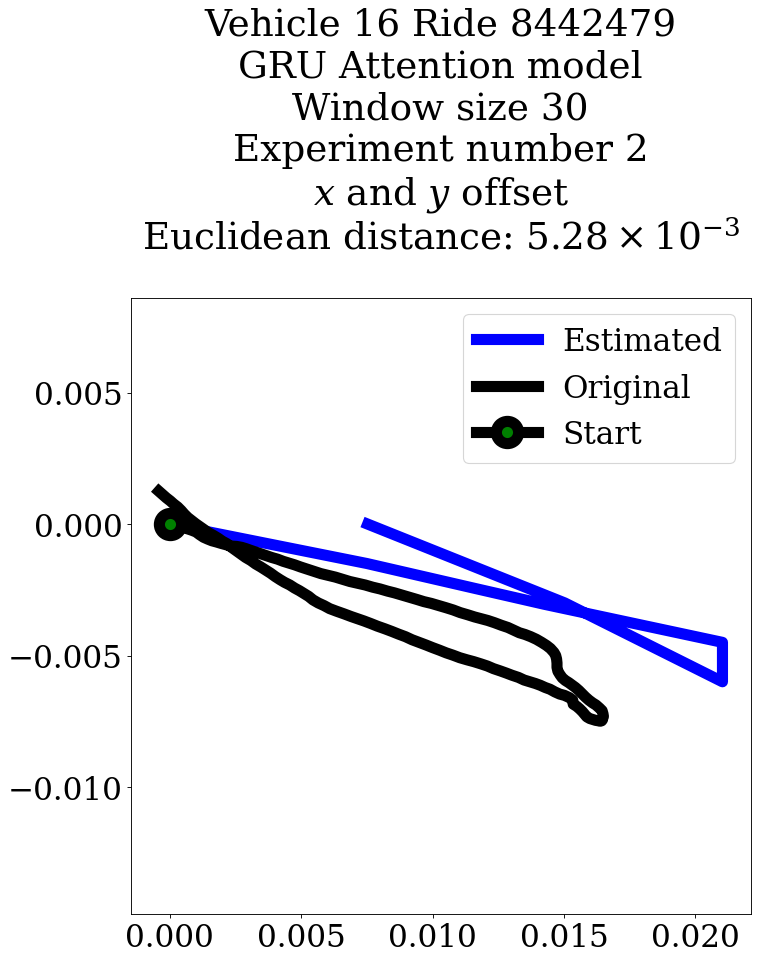 Vehicle 16 Ride 8442479
GRU Attention model
Window size 30
Experiment number 2
x and y offset
Euclidean distance: 5.28 × 10⁻³
Estimated
Original
Start
0.005
0.000
−0.005
−0.010
0.000 0.005 0.010 0.015 0.020